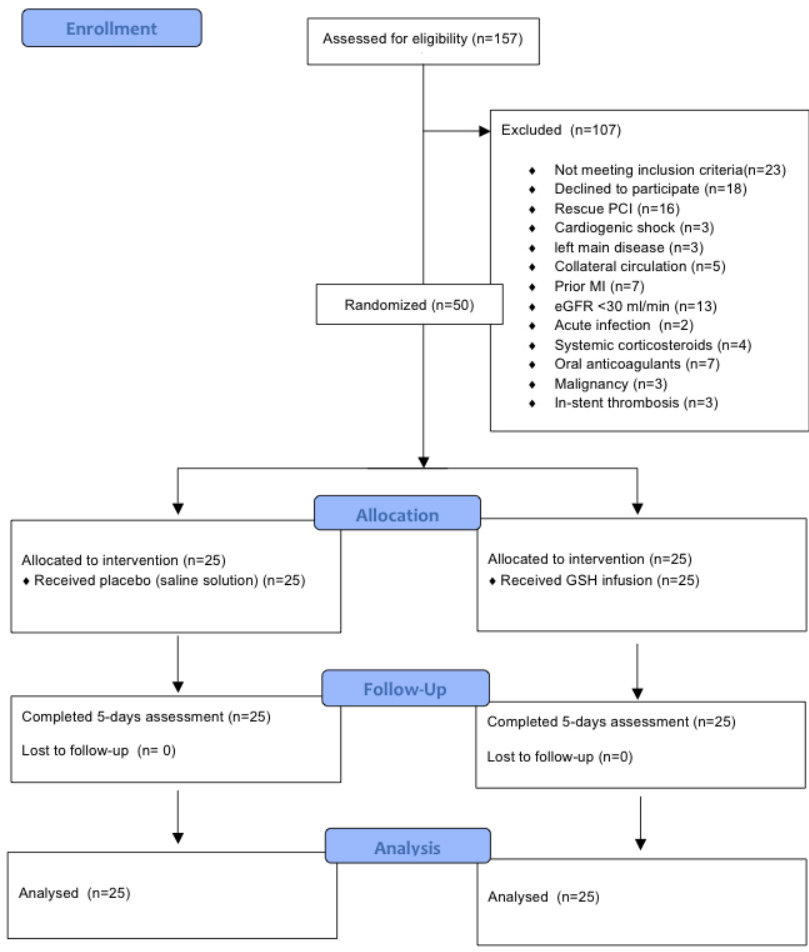 Enrollment
Assessed for eligibility (n=157)
Excluded (n=107)
♦ Not meeting inclusion criteria(n=23)
♦ Declined to participate (n=18)
♦ Rescue PCI (n=16)
♦ Cardiogenic shock (n=3)
♦ left main disease (n=3)
♦ Collateral circulation (n=5)
♦ Prior MI (n=7)
♦ eGFR <30 ml/min (n=13)
♦ Acute infection (n=2)
♦ Systemic corticosteroids (n=4)
♦ Oral anticoagulants (n=7)
♦ Malignancy (n=3)
♦ In-stent thrombosis (n=3)
Randomized (n=50)
Allocation
Allocated to intervention (n=25)
♦ Received placebo (saline solution) (n=25)
Allocated to intervention (n=25)
♦ Received GSH infusion (n=25)
Follow-Up
Completed 5-days assessment (n=25)
Lost to follow-up (n= 0)
Completed 5-days assessment (n=25)
Lost to follow-up (n=0)
Analysis
Analysed (n=25)
Analysed (n=25)